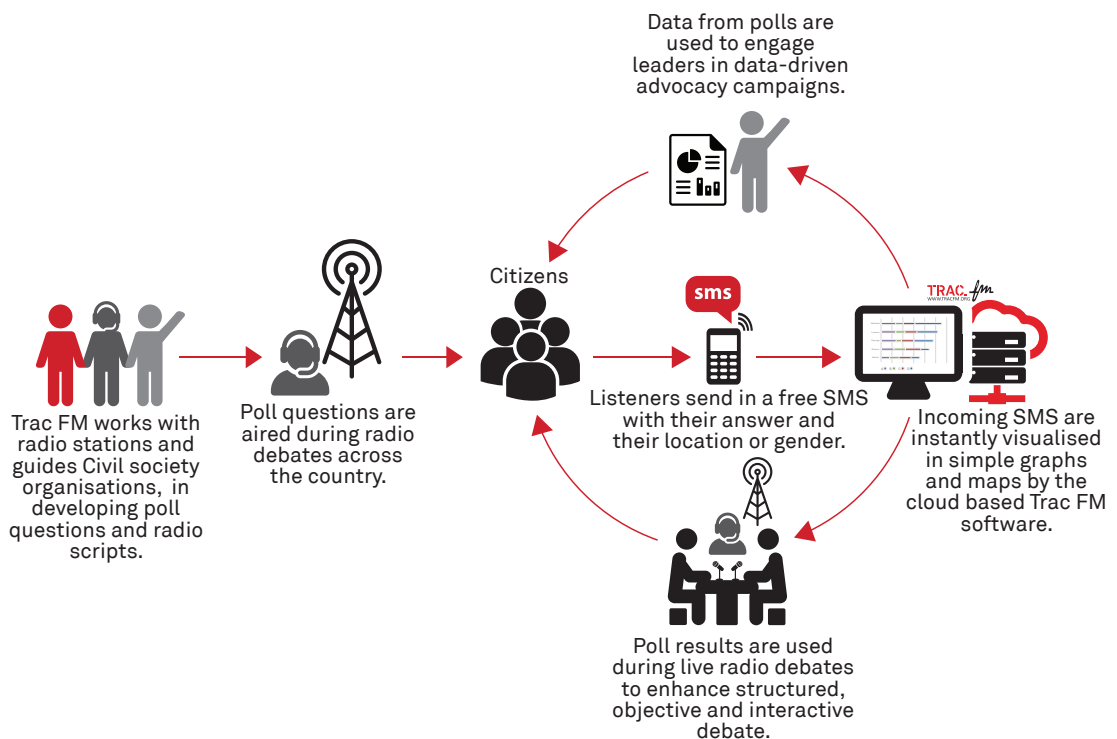 Data from polls are
used to engage
leaders in data-driven
advocacy campaigns.
Citizens
sms
TRAC fm
WWW.TRACFM.ORG
Trac FM works with
radio stations and
guides Civil society
organisations, in
developing poll
questions and radio
scripts.
Poll questions are
aired during radio
debates across
the country.
Listeners send in a free SMS
with their answer and
their location or gender.
Incoming SMS are
instantly visualised
in simple graphs
and maps by the
cloud based Trac FM
software.
Poll results are used
during live radio debates
to enhance structured,
objective and interactive
debate.